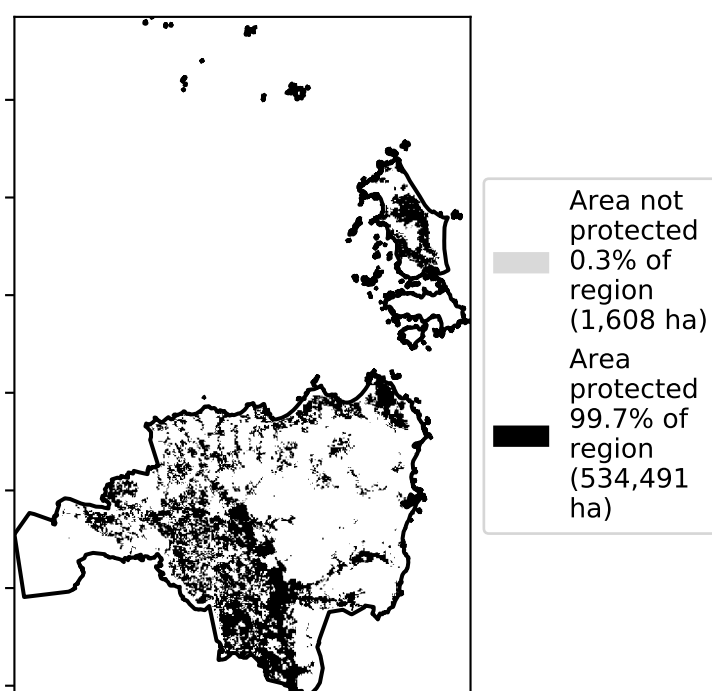 Area not
protected
0.3% of
region
(1,608 ha)
Area
protected
99.7% of
region
(534,491
ha)